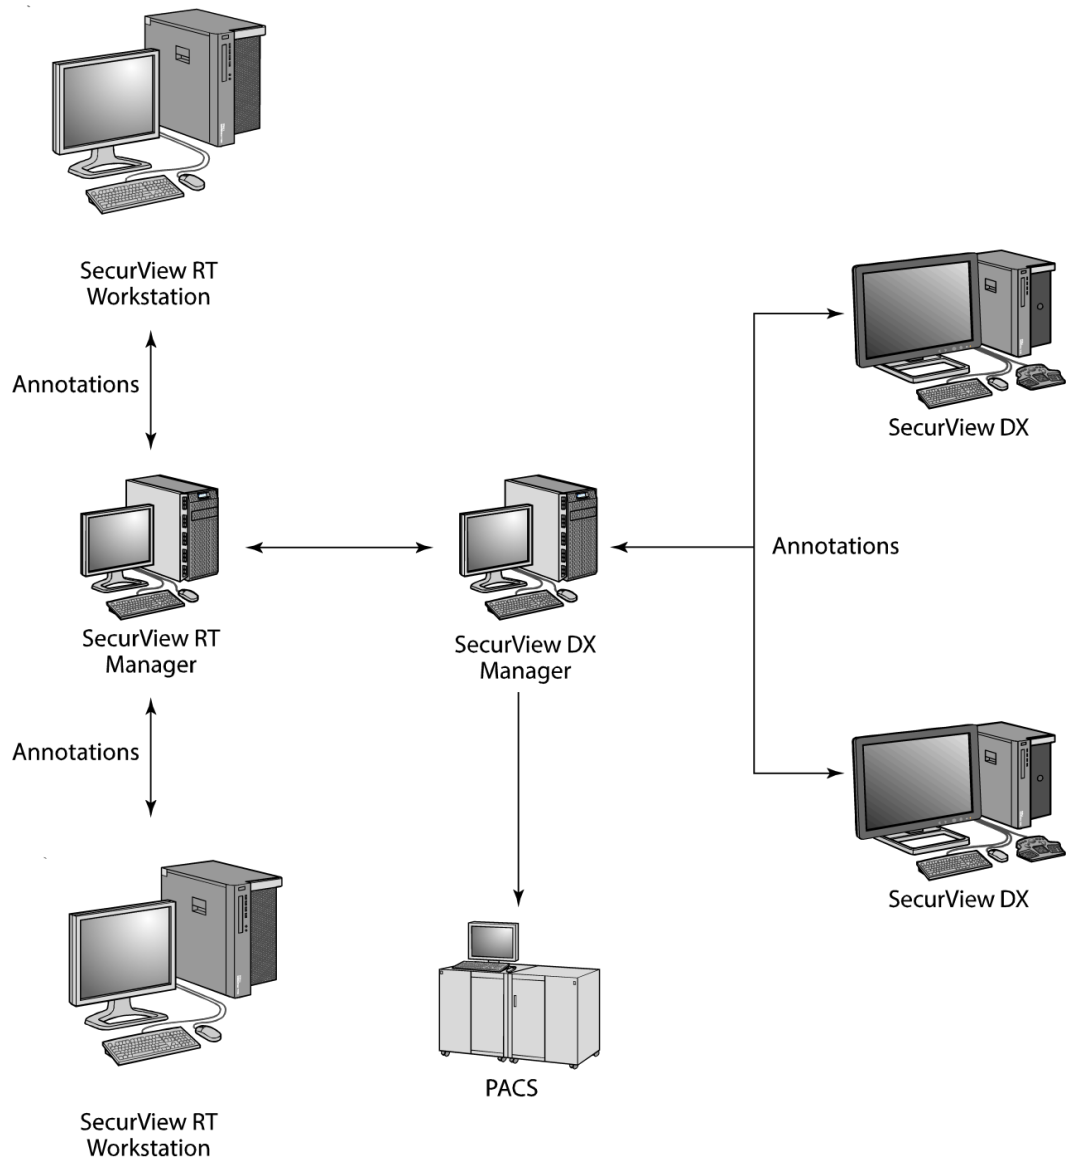 SecurView RT
Workstation
Annotations
SecurView DX
SecurView RT
Manager
SecurView DX
Manager
Annotations
Annotations
SecurView DX
PACS
SecurView RT
Workstation